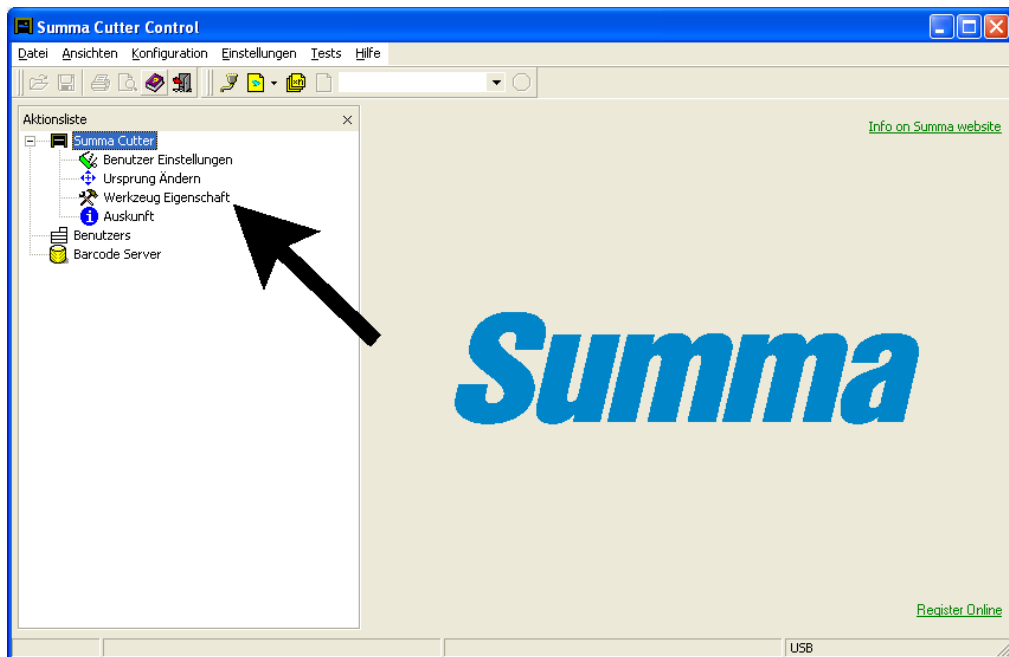 Summa Cutter Control
Datei Ansichten Konfiguration Einstellungen Tests Hilfe
Aktionsliste
Info on Summa website
Summa Cutter
Benutzer Einstellungen
Ursprung Ändern
Werkzeug Eigenschaft
Auskunft
Benutzers
Barcode Server
Summa
Register Online
USB